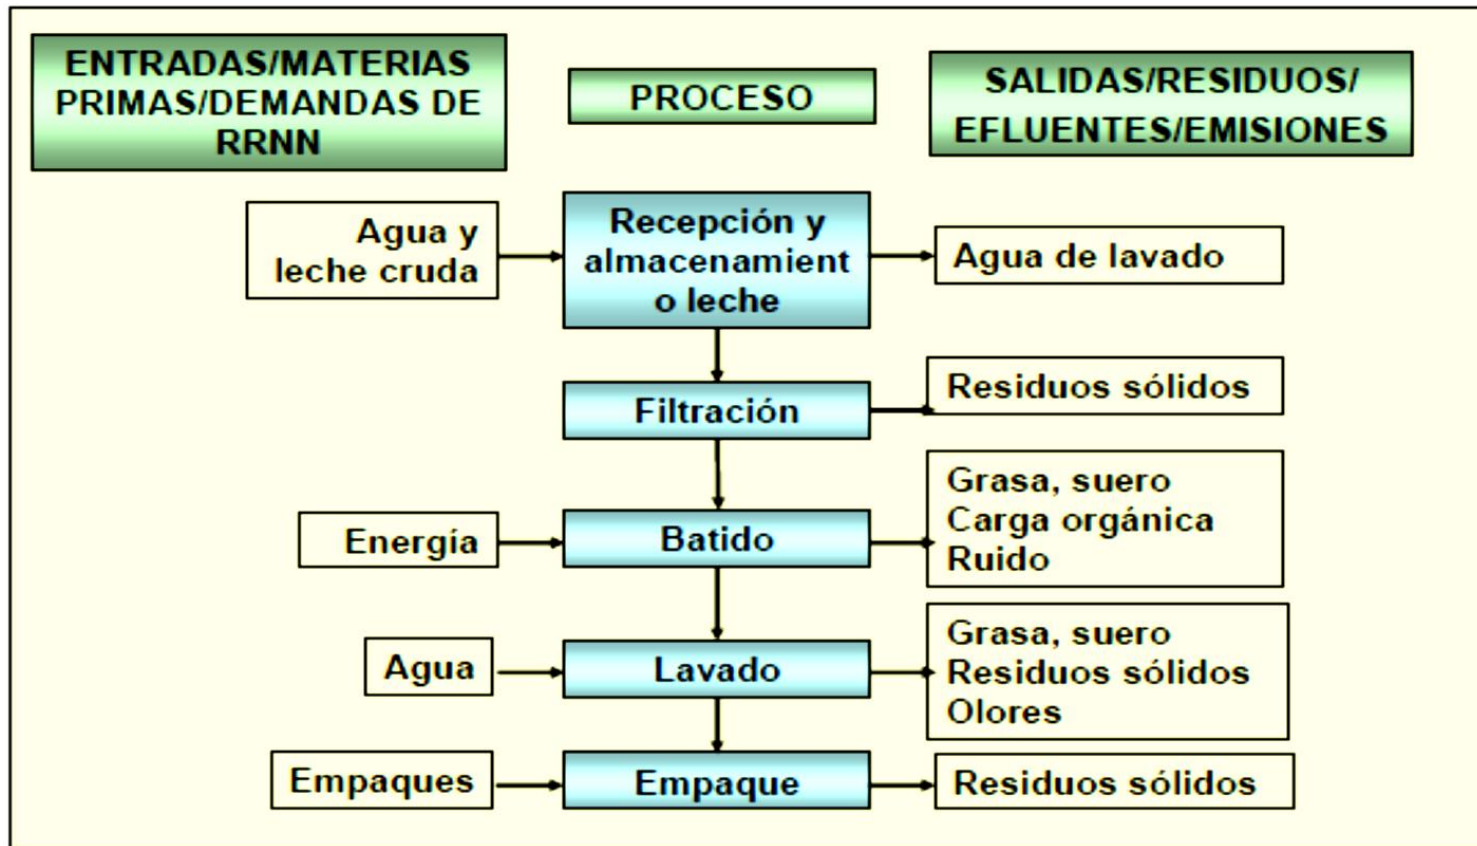 ENTRADAS/MATERIAS
PRIMAS/DEMANDAS DE
RRNN
PROCESO
SALIDAS/RESIDUOS/
EFLUENTES/EMISIONES
Agua y
leche cruda
Recepción y
almacenamient
o leche
Agua de lavado
Filtración
Residuos sólidos
Energía
Batido
Grasa, suero
Carga orgánica
Ruido
Agua
Lavado
Grasa, suero
Residuos sólidos
Olores
Empaques
Empaque
Residuos sólidos